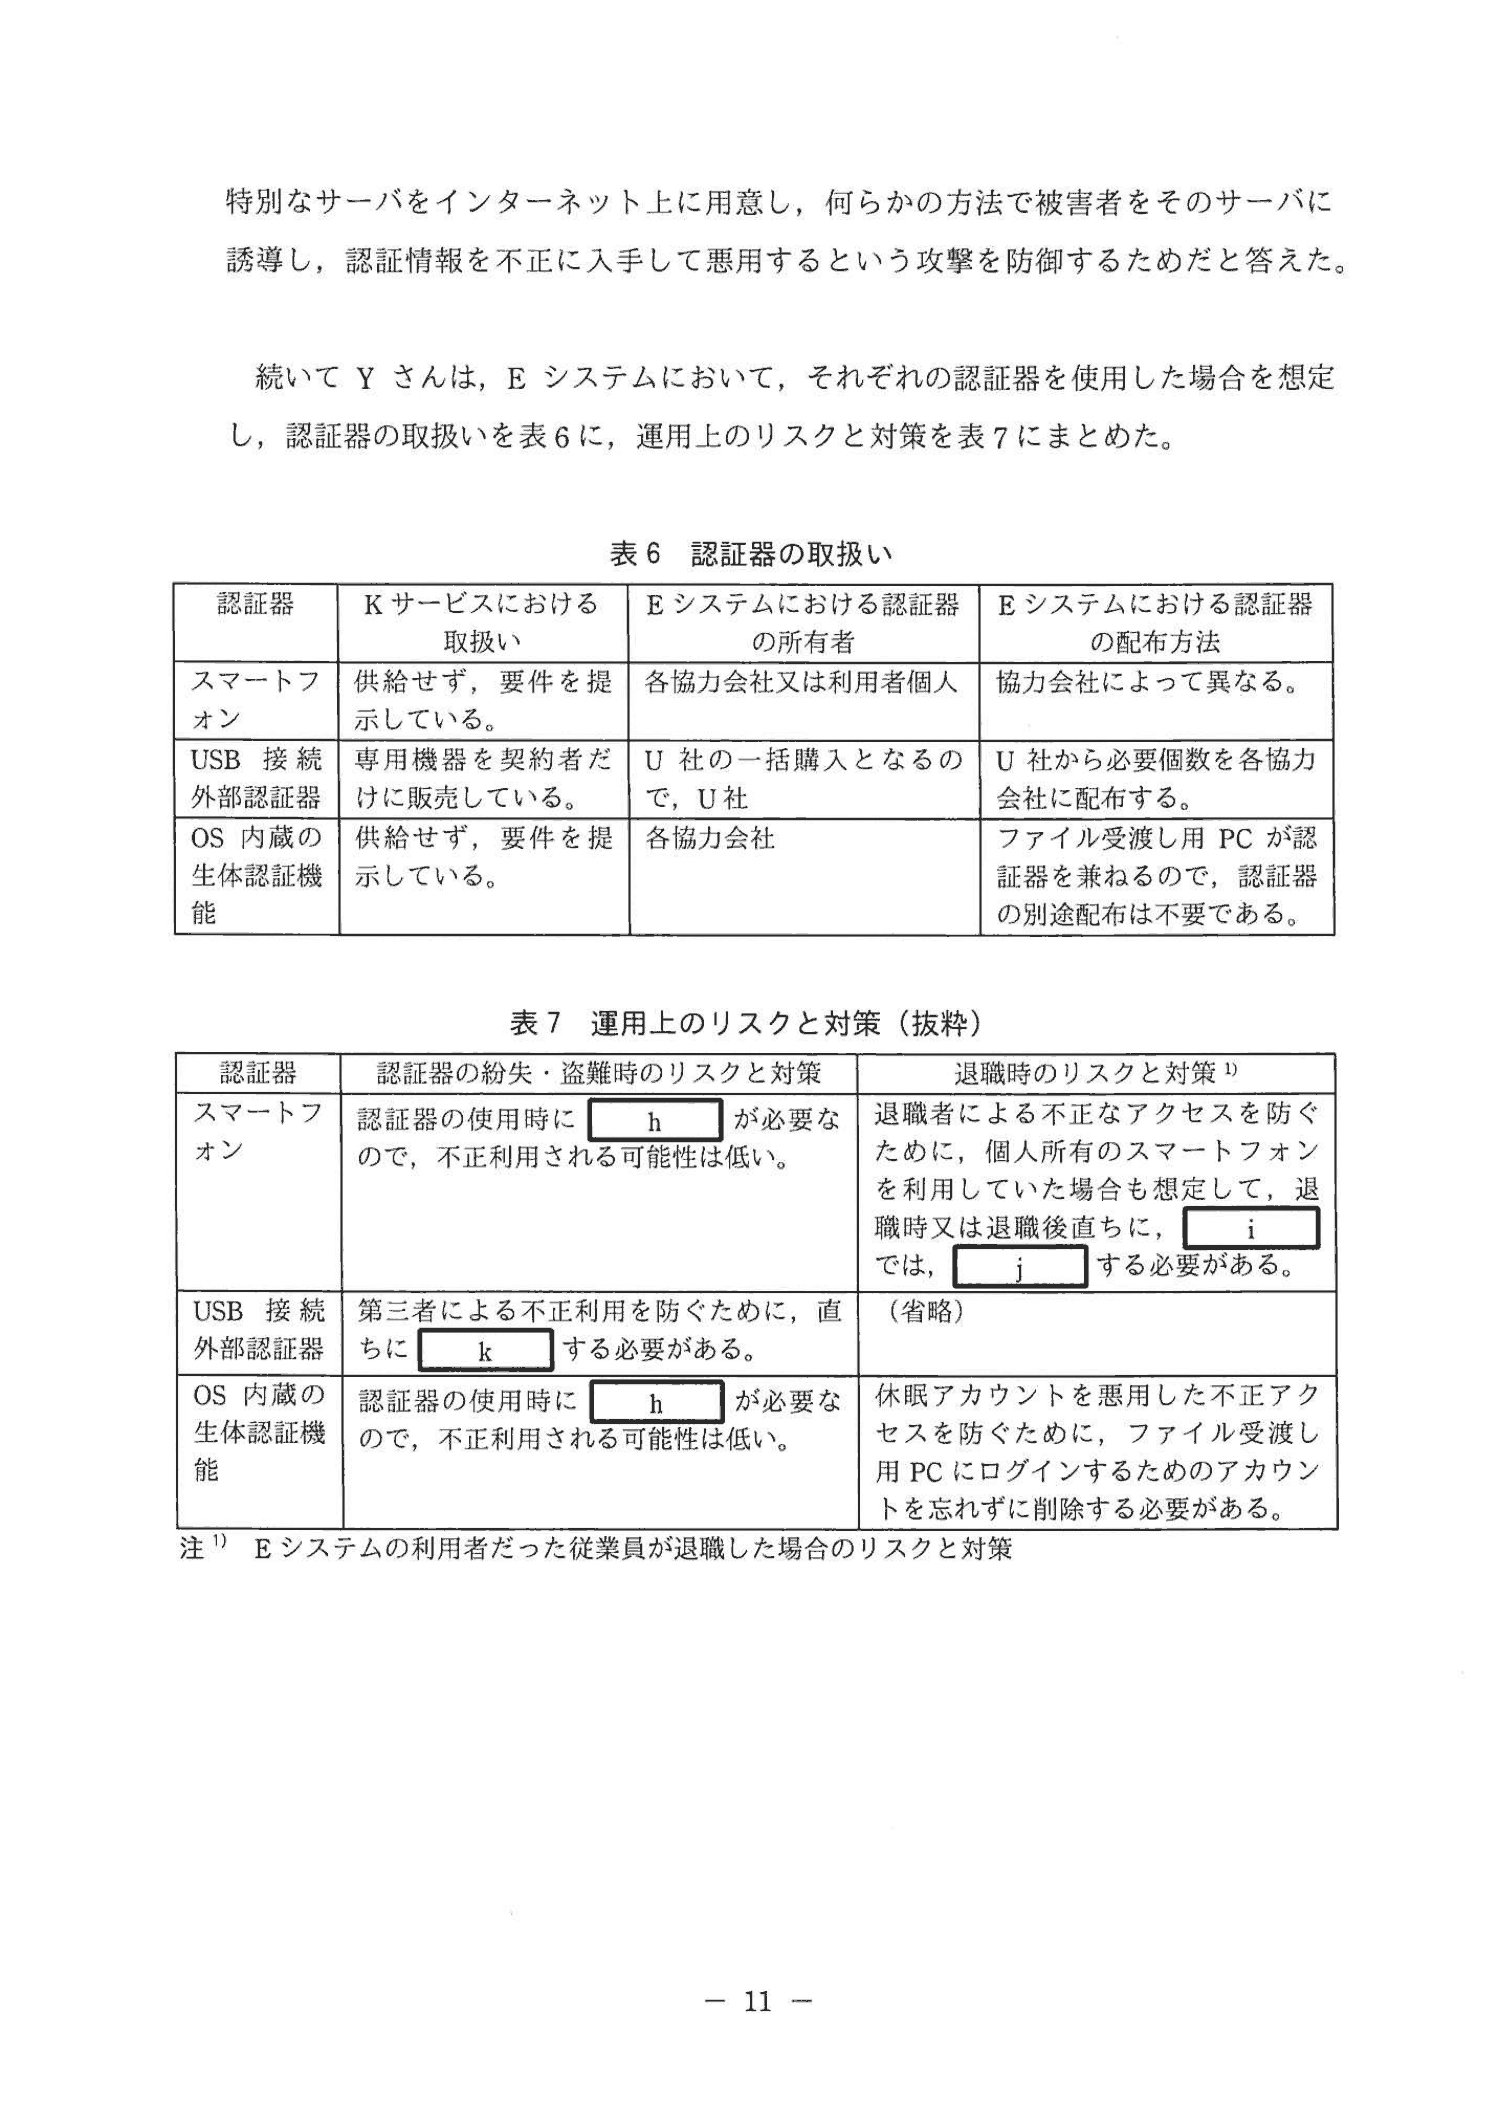 特別なサーバをインターネット上に用意し，何らかの方法で被害者をそのサーバに
誘導し，認証情報を不正に入手して悪用するという攻撃を防御するためだと答えた。
続いて Y さんは，E システムにおいて，それぞれの認証器を使用した場合を想定
し，認証器の取扱いを表6に，運用上のリスクと対策を表7にまとめた。
表6　認証器の取扱い
認証器
Kサービスにおける
取扱い
Eシステムにおける認証器
の所有者
Eシステムにおける認証器
の配布方法
スマートフ
ォン
供給せず，要件を提
示している。
各協力会社又は利用者個人
協力会社によって異なる。
USB 接続
外部認証器
専用機器を契約者だ
けに販売している。
U 社の一括購入となるの
で，U社
U 社から必要個数を各協力
会社に配布する。
OS 内蔵の
生体認証機
能
供給せず，要件を提
示している。
各協力会社
ファイル受渡し用 PC が認
証器を兼ねるので，認証器
の別途配布は不要である。
表7　運用上のリスクと対策（抜粋）
認証器
認証器の紛失・盗難時のリスクと対策
退職時のリスクと対策 1)
スマートフ
ォン
認証器の使用時に h が必要な
ので，不正利用される可能性は低い。
退職者による不正なアクセスを防ぐ
ために，個人所有のスマートフォン
を利用していた場合も想定して，退
職時又は退職後直ちに， i
では， j する必要がある。
USB 接続
外部認証器
第三者による不正利用を防ぐために，直
ちに k する必要がある。
（省略）
OS 内蔵の
生体認証機
能
認証器の使用時に h が必要な
ので，不正利用される可能性は低い。
休眠アカウントを悪用した不正アク
セスを防ぐために，ファイル受渡し
用 PC にログインするためのアカウン
トを忘れずに削除する必要がある。
注 1)　Eシステムの利用者だった従業員が退職した場合のリスクと対策
－ 11 －